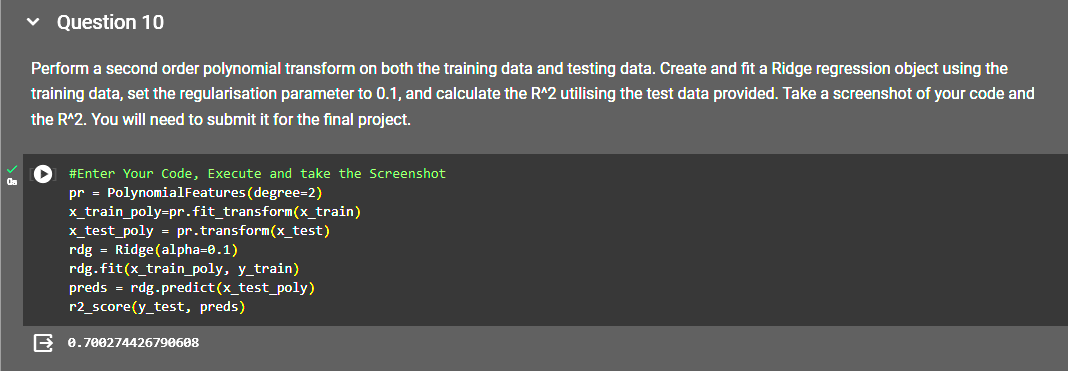 Question 10
Perform a second order polynomial transform on both the training data and testing data. Create and fit a Ridge regression object using the
training data, set the regularisation parameter to 0.1, and calculate the R^2 utilising the test data provided. Take a screenshot of your code and
the R^2. You will need to submit it for the final project.
#Enter Your Code, Execute and take the Screenshot
0s
pr = PolynomialFeatures(degree=2)
x_train_poly=pr.fit_transform(x_train)
x_test_poly = pr.transform(x_test)
rdg = Ridge(alpha=0.1)
rdg.fit(x_train_poly, y_train)
preds = rdg.predict(x_test_poly)
r2_score(y_test, preds)
0.700274426790608